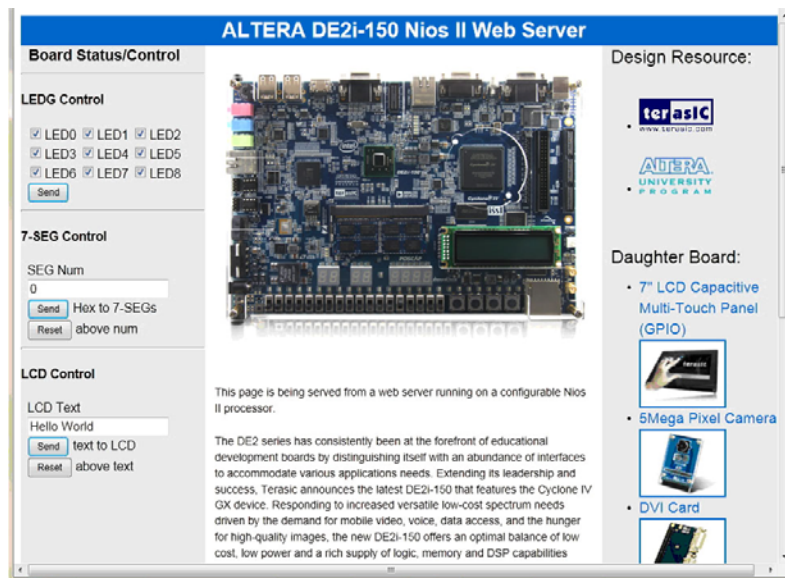 ALTERA DE2i-150 Nios II Web Server
Board Status/Control
LEDG Control
LED0 LED1 LED2
LED3 LED4 LED5
LED6 LED7 LED8
Send
7-SEG Control
SEG Num
0
Send Hex to 7-SEGs
Reset above num
LCD Control
LCD Text
Hello World
Send text to LCD
Reset above text
Cyclone IV
This page is being served from a web server running on a configurable Nios
II processor.
The DE2 series has consistently been at the forefront of educational
development boards by distinguishing itself with an abundance of interfaces
to accommodate various applications needs. Extending its leadership and
success, Terasic announces the latest DE2i-150 that features the Cyclone IV
GX device. Responding to increased versatile low-cost spectrum needs
driven by the demand for mobile video, voice, data access, and the hunger
for high-quality images, the new DE2i-150 offers an optimal balance of low
cost, low power and a rich supply of logic, memory and DSP capabilities
Design Resource:
terasIC
www.terasic.com
ALTERA
UNIVERSITY
PROGRAM
Daughter Board:
7" LCD Capacitive
Multi-Touch Panel
(GPIO)
terasic
5Mega Pixel Camera
DVI Card